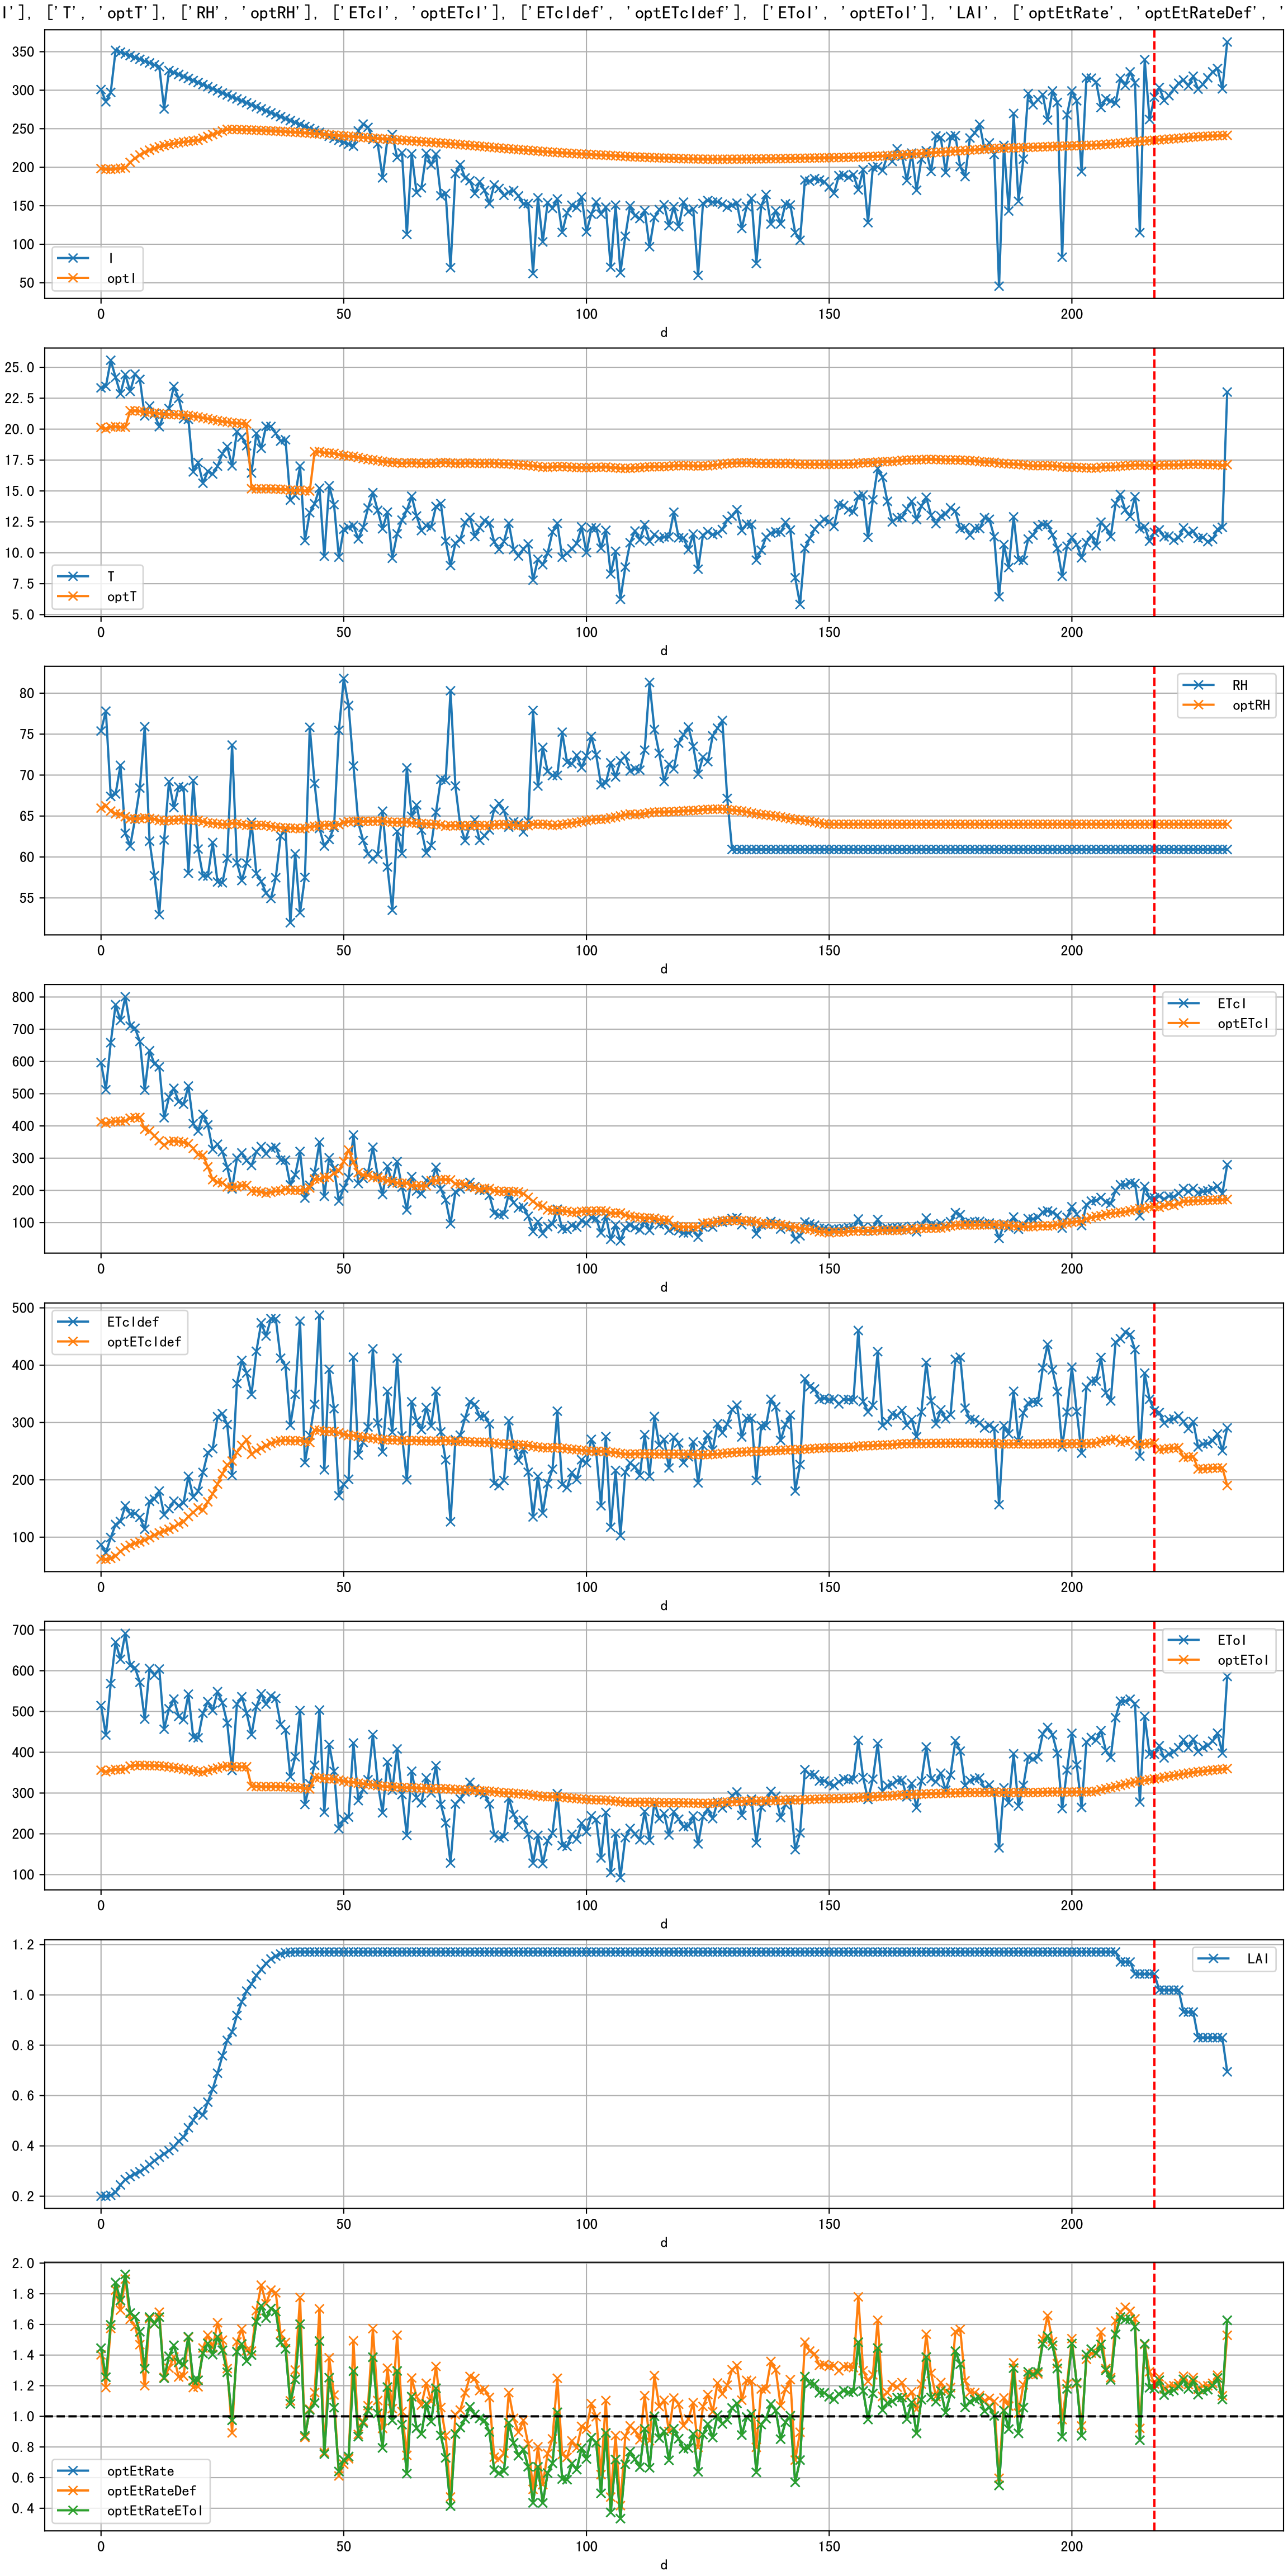 I'], ['T', 'optT'], ['RH', 'optRH'], ['ETcI', 'optETcI'], ['ETcIdef', 'optETcIdef'], ['EToI', 'optEToI'], 'LAI', ['optEtRate', 'optEtRateDef', '
350
300
250
200
150
100
50
I
optI
0 50 100 150 200
d
25.0
22.5
20.0
17.5
15.0
12.5
10.0
7.5
5.0
T
optT
0 50 100 150 200
d
80
75
70
65
60
55
RH
optRH
0 50 100 150 200
d
800
700
600
500
400
300
200
100
ETcI
optETcI
0 50 100 150 200
d
500
400
300
200
100
ETcIdef
optETcIdef
0 50 100 150 200
d
700
600
500
400
300
200
100
EToI
optEToI
0 50 100 150 200
d
1.2
1.0
0.8
0.6
0.4
0.2
LAI
0 50 100 150 200
d
2.0
1.8
1.6
1.4
1.2
1.0
0.8
0.6
0.4
optEtRate
optEtRateDef
optEtRateEToI
0 50 100 150 200
d